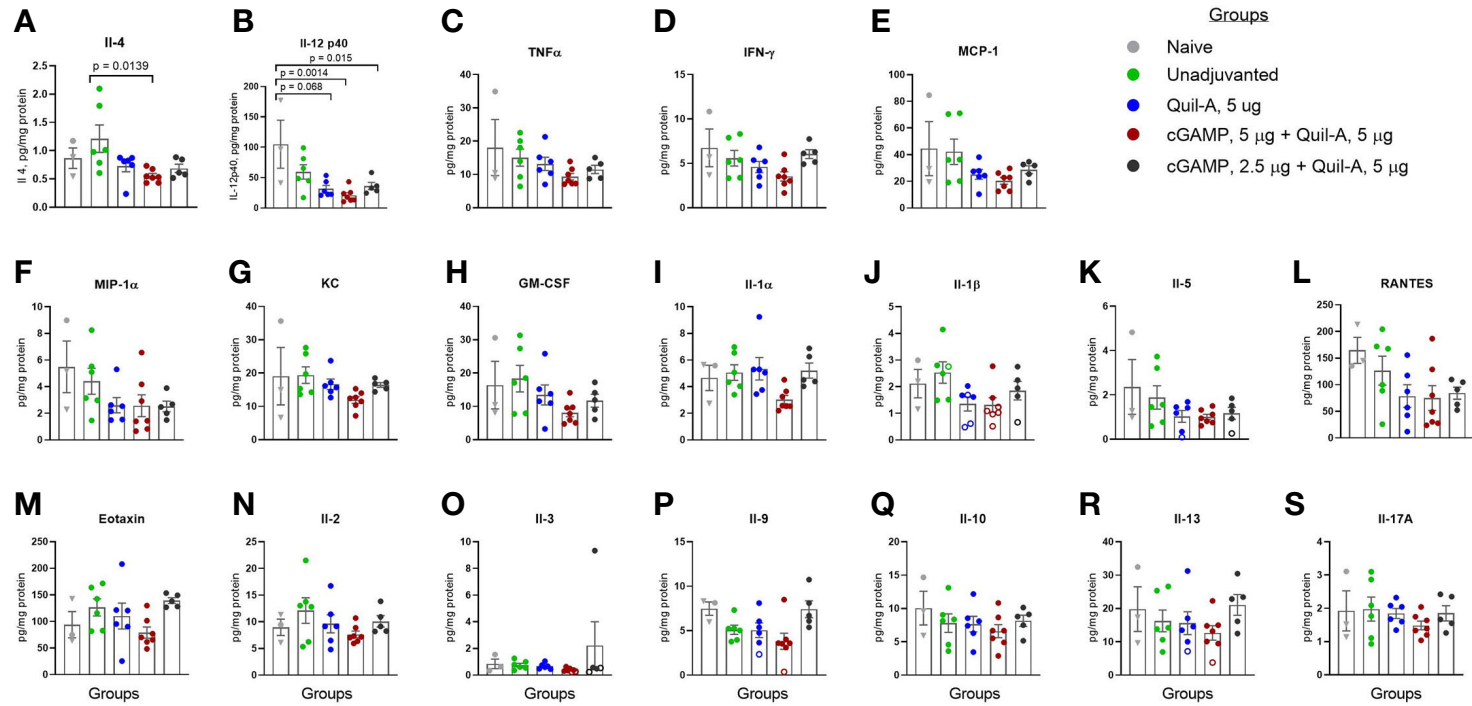 A
Il-4
p = 0.0139
Il 4, pg/mg protein
2.5
2.0
1.5
1.0
0.5
0.0
B
Il-12 p40
p = 0.015
p = 0.0014
p = 0.068
IL-12p40, pg/mg protein
200
150
100
50
0
C
TNFα
pg/mg protein
40
30
20
10
0
D
IFN-γ
pg/mg protein
15
10
5
0
E
MCP-1
pg/mg protein
100
80
60
40
20
0
Groups
Naive
Unadjuvanted
Quil-A, 5 ug
cGAMP, 5 μg + Quil-A, 5 μg
cGAMP, 2.5 μg + Quil-A, 5 μg
F
MIP-1α
pg/mg protein
10
8
6
4
2
0
G
KC
pg/mg protein
40
30
20
10
0
H
GM-CSF
pg/mg protein
40
30
20
10
0
I
Il-1α
pg/mg protein
10
8
6
4
2
0
J
Il-1β
pg/mg protein
5
4
3
2
1
0
K
Il-5
pg/mg protein
6
4
2
0
L
RANTES
pg/mg protein
250
200
150
100
50
0
M
Eotaxin
pg/mg protein
250
200
150
100
50
0
Groups
N
Il-2
pg/mg protein
25
20
15
10
5
0
Groups
O
Il-3
pg/mg protein
10
8
6
4
2
0
Groups
P
Il-9
pg/mg protein
15
10
5
0
Groups
Q
Il-10
pg/mg protein
20
15
10
5
0
Groups
R
Il-13
pg/mg protein
40
30
20
10
0
Groups
S
Il-17A
pg/mg protein
4
3
2
1
0
Groups